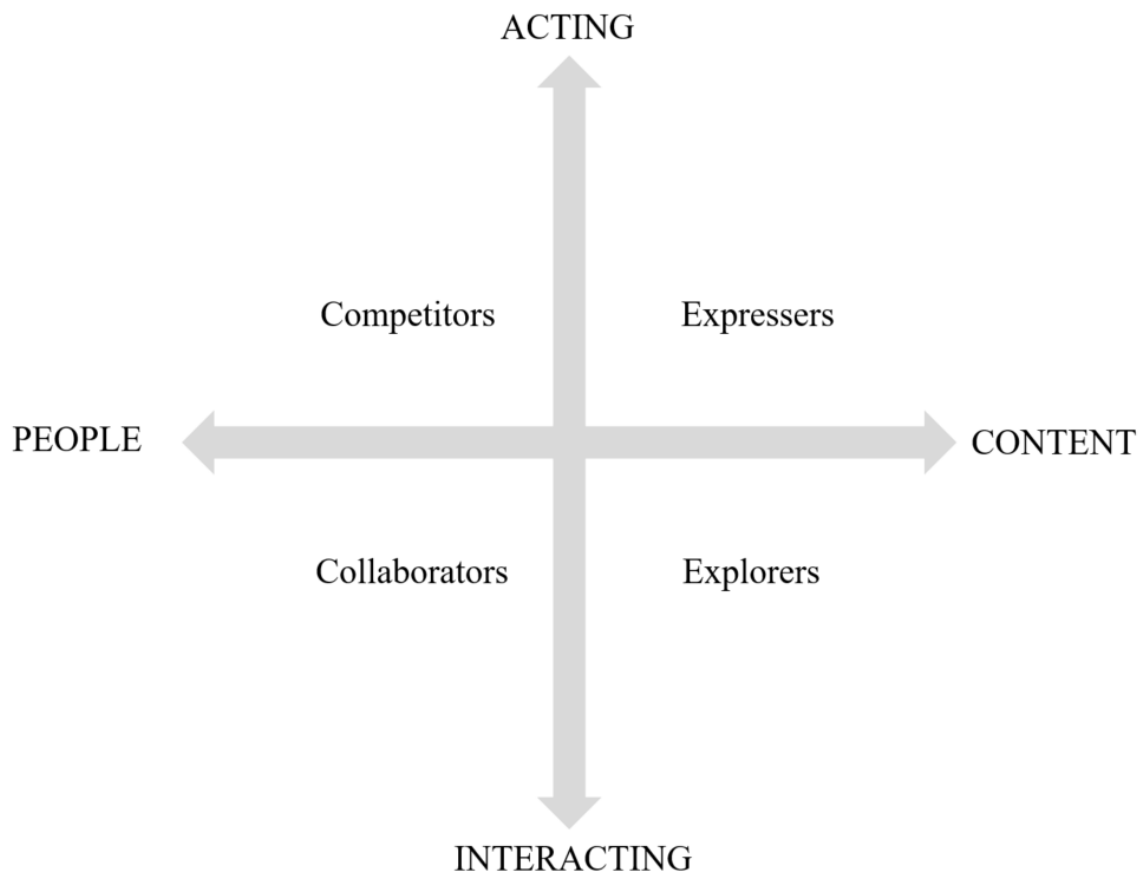 ACTING
Competitors
Expressers
PEOPLE
CONTENT
Collaborators
Explorers
INTERACTING